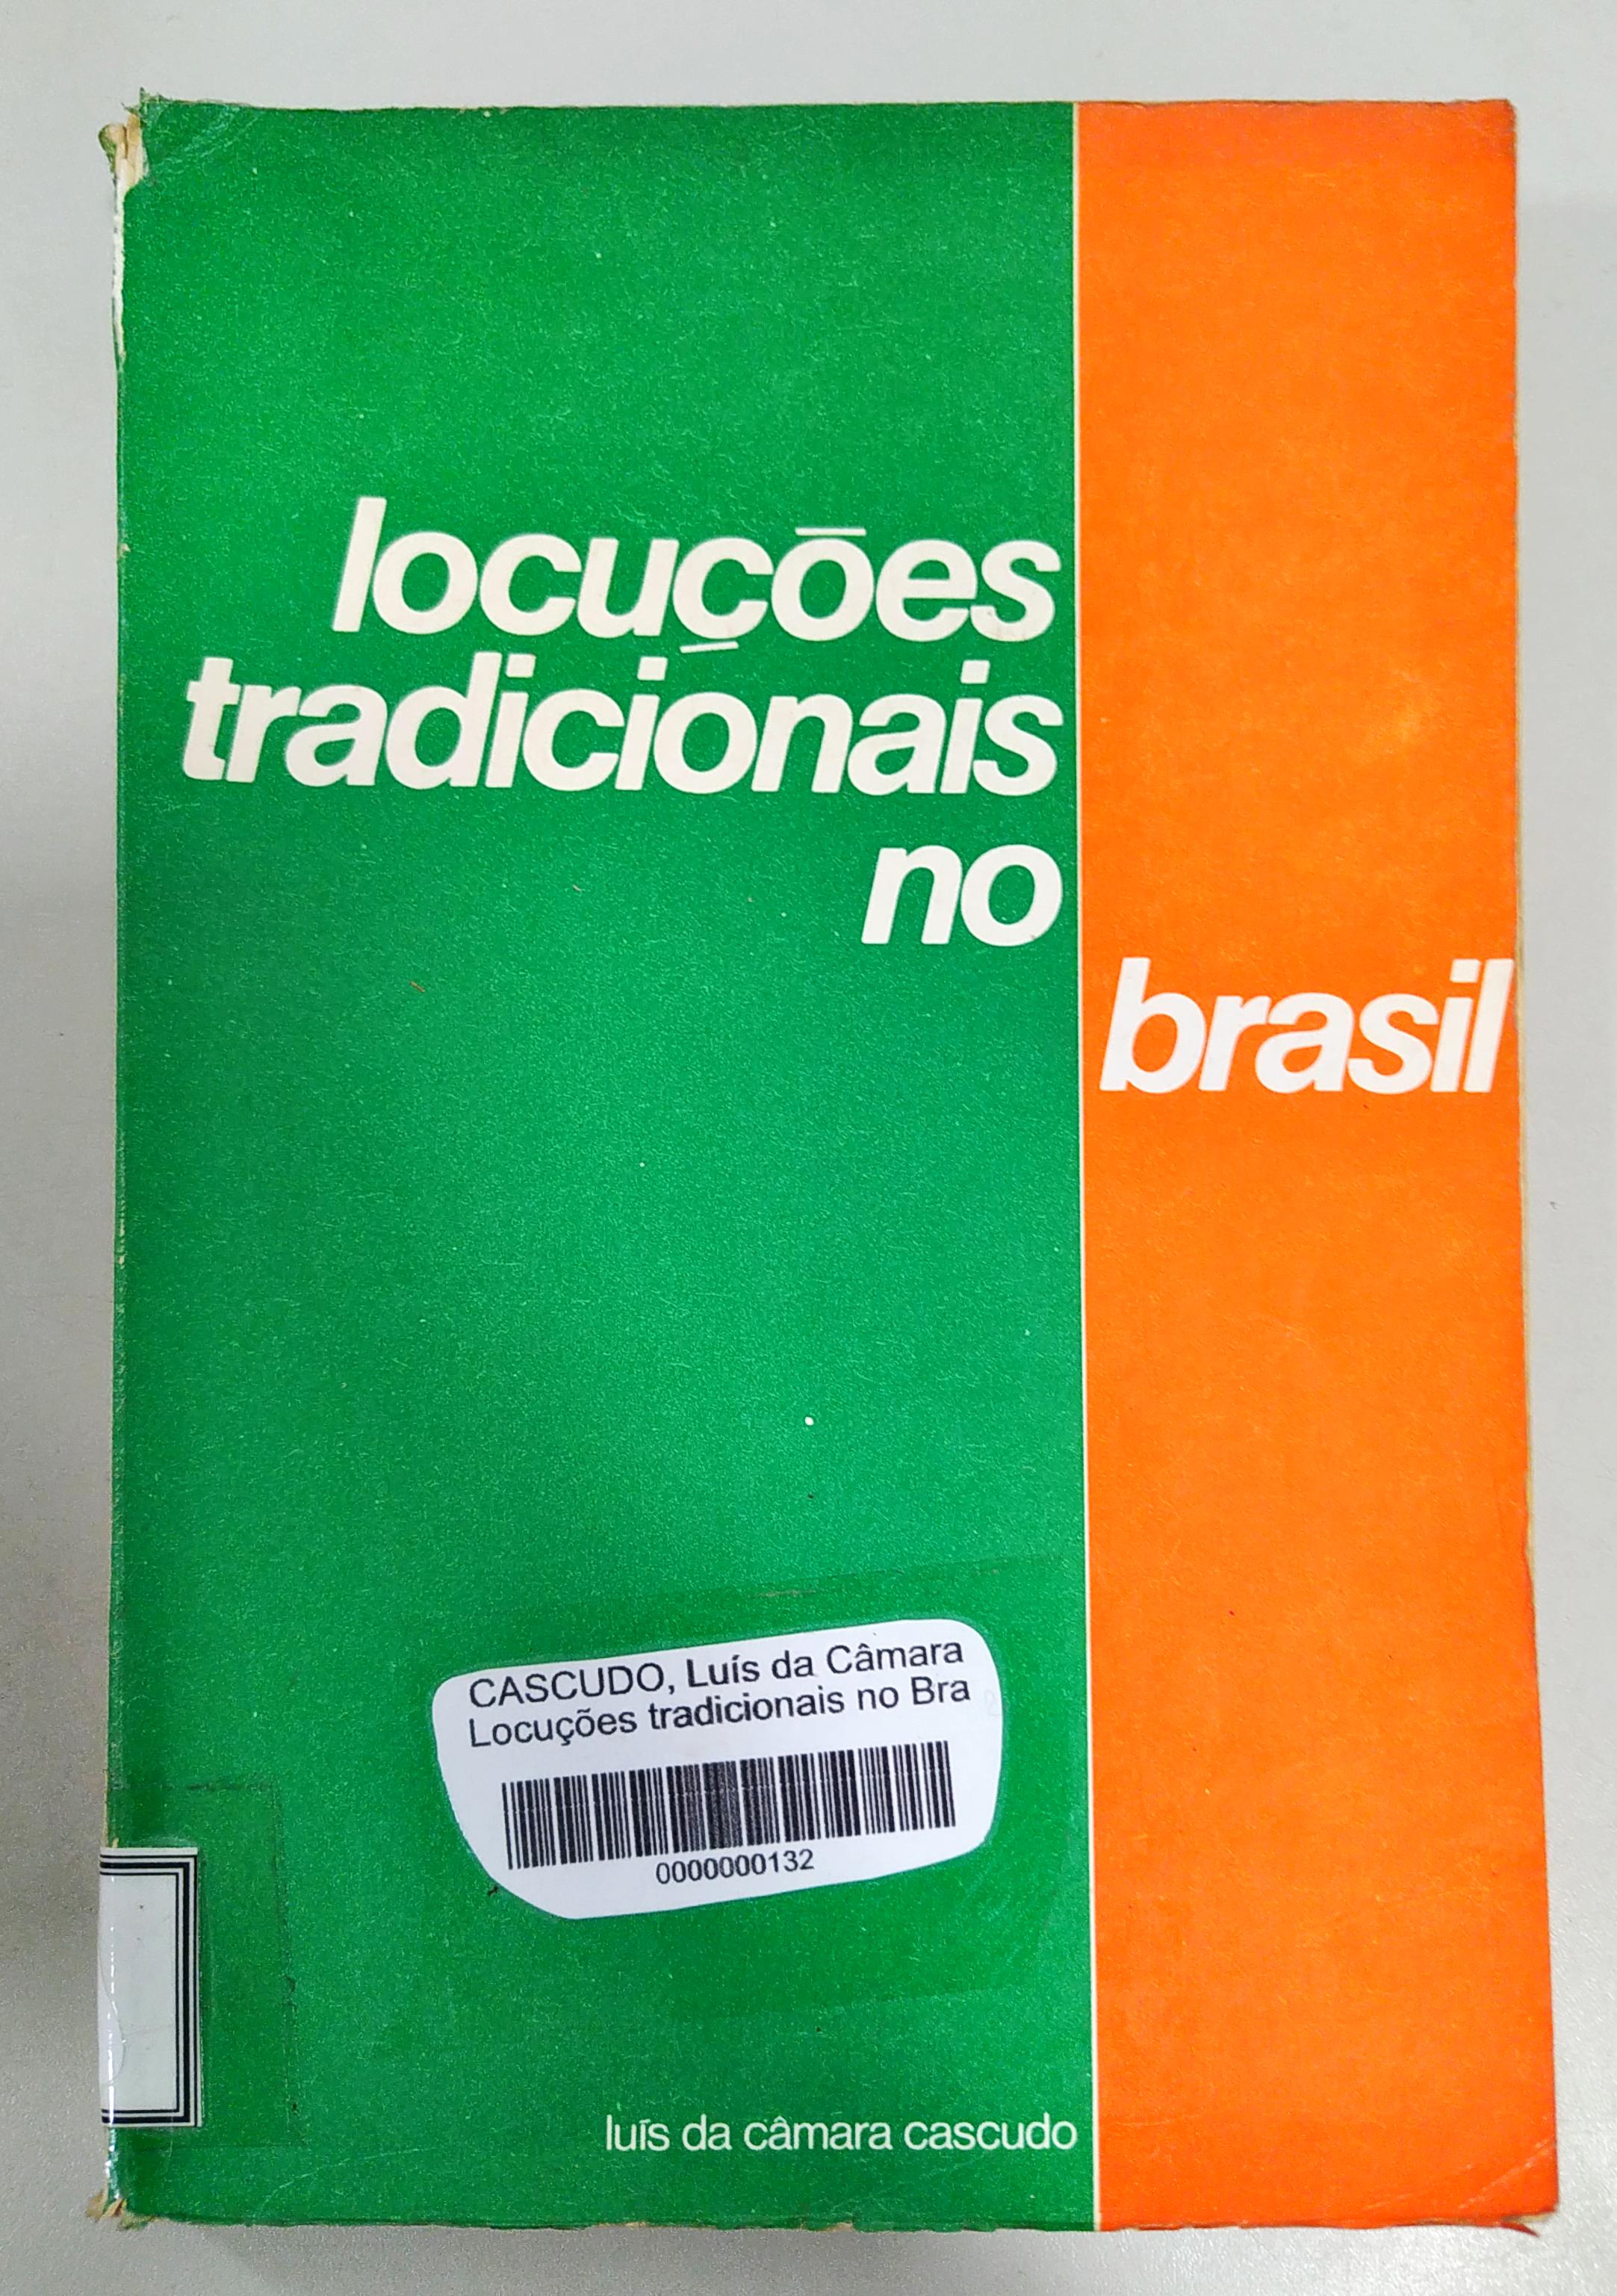 locuções
tradicionais
no
brasil
CASCUDO, Luís da Câmara
Locuções tradicionais no Bra
0000000132
luís da câmara cascudo